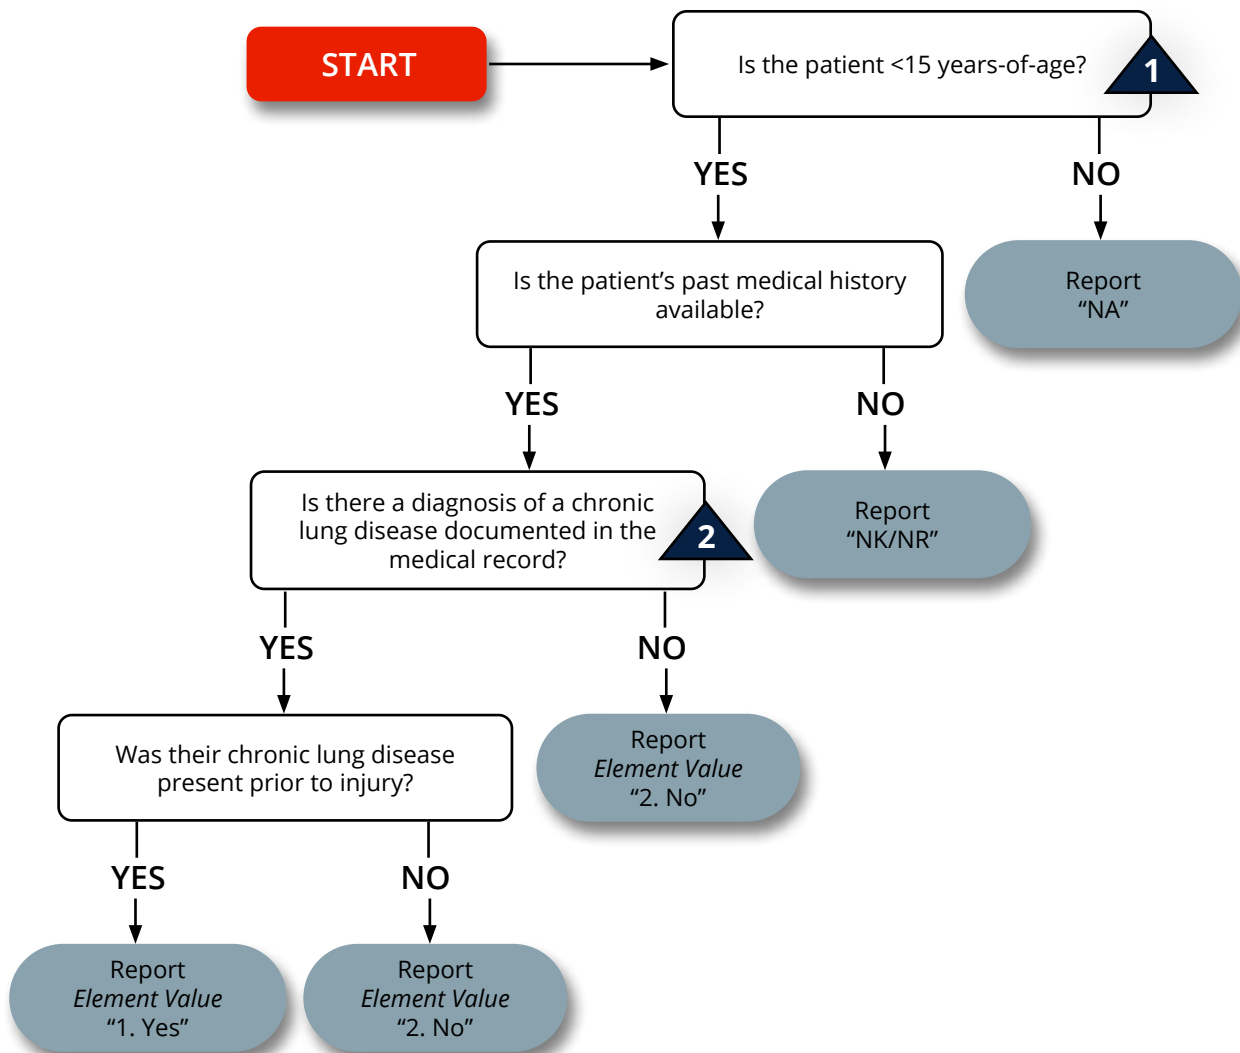 START
Is the patient <15 years-of-age?
1
YES
NO
Is the patient’s past medical history
available?
Report
“NA”
YES
NO
Is there a diagnosis of a chronic
lung disease documented in the
medical record?
2
Report
“NK/NR”
YES
NO
Was their chronic lung disease
present prior to injury?
Report
Element Value
“2. No”
YES
NO
Report
Element Value
“1. Yes”
Report
Element Value
“2. No”